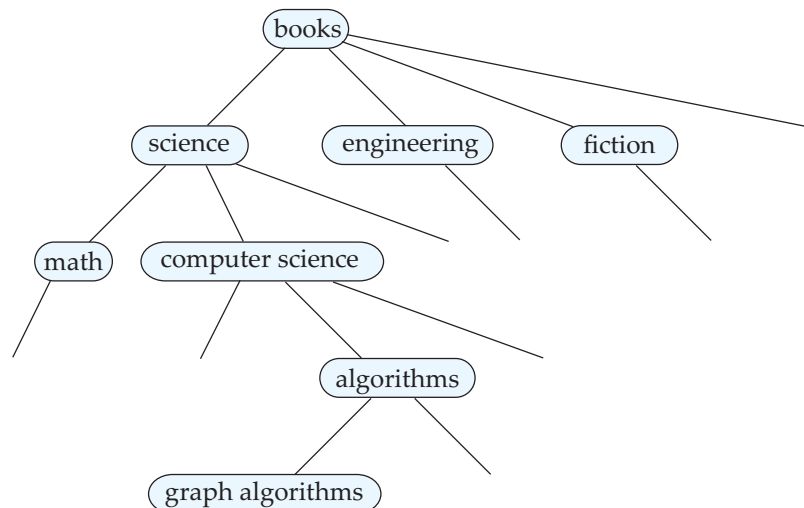 books
science
engineering
fiction
math
computer science
algorithms
graph algorithms